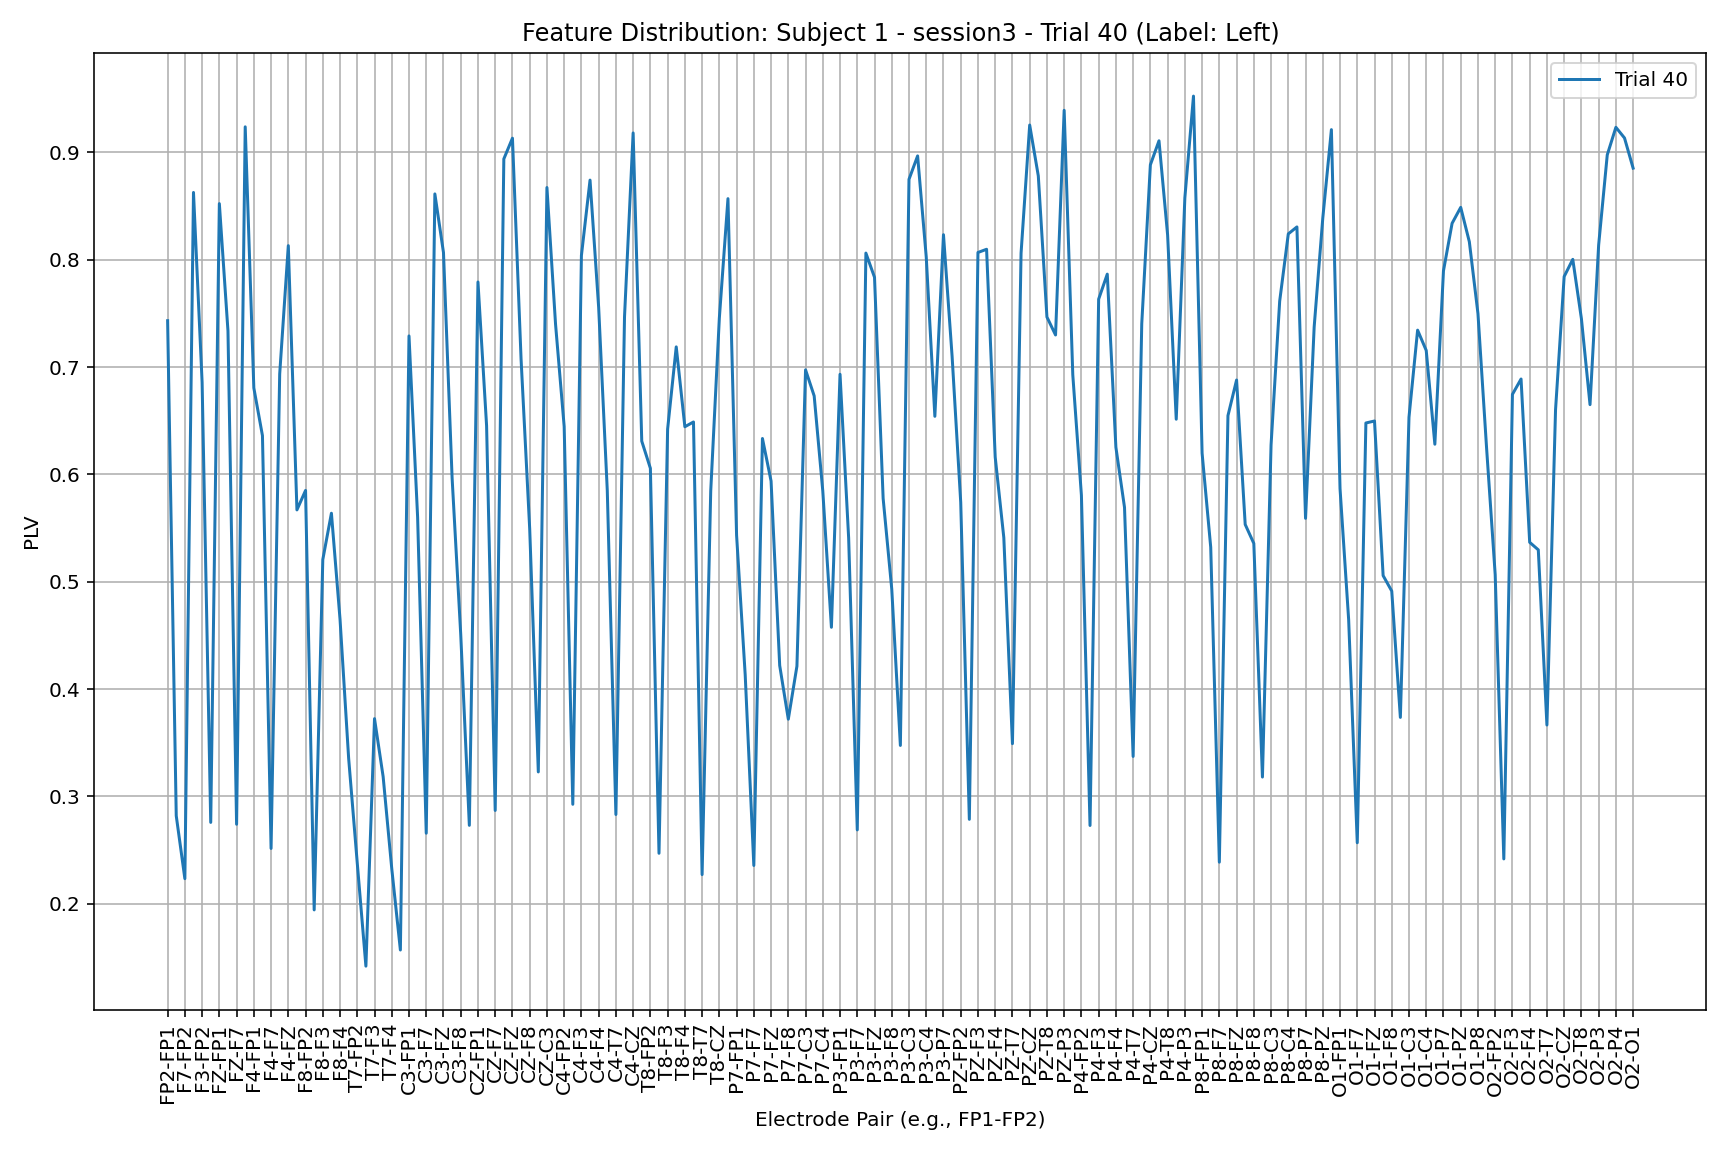 Feature Distribution: Subject 1 - session3 - Trial 40 (Label: Left)
Trial 40
PLV
0.9
0.8
0.7
0.6
0.5
0.4
0.3
0.2
FP2-FP1
F7-FP2
F3-FP2
FZ-FP1
FZ-F7
F4-FP1
F4-F7
F4-FZ
F8-FP2
F8-F3
F8-F4
T7-FP2
T7-F3
T7-F4
C3-FP1
C3-F7
C3-FZ
C3-F8
CZ-FP1
CZ-F7
CZ-FZ
CZ-F8
CZ-C3
C4-FP2
C4-F3
C4-F4
C4-T7
C4-CZ
T8-FP2
T8-F3
T8-F4
T8-T7
T8-CZ
P7-FP1
P7-F7
P7-FZ
P7-F8
P7-C3
P7-C4
P3-FP1
P3-F7
P3-FZ
P3-F8
P3-C3
P3-C4
P3-P7
PZ-FP2
PZ-F3
PZ-F4
PZ-T7
PZ-CZ
PZ-T8
PZ-P3
P4-FP2
P4-F3
P4-F4
P4-T7
P4-CZ
P4-T8
P4-P3
P8-FP1
P8-F7
P8-FZ
P8-F8
P8-C3
P8-C4
P8-P7
P8-PZ
O1-FP1
O1-F7
O1-FZ
O1-F8
O1-C3
O1-C4
O1-P7
O1-PZ
O1-P8
O2-FP2
O2-F3
O2-F4
O2-T7
O2-CZ
O2-T8
O2-P3
O2-P4
O2-O1
Electrode Pair (e.g., FP1-FP2)